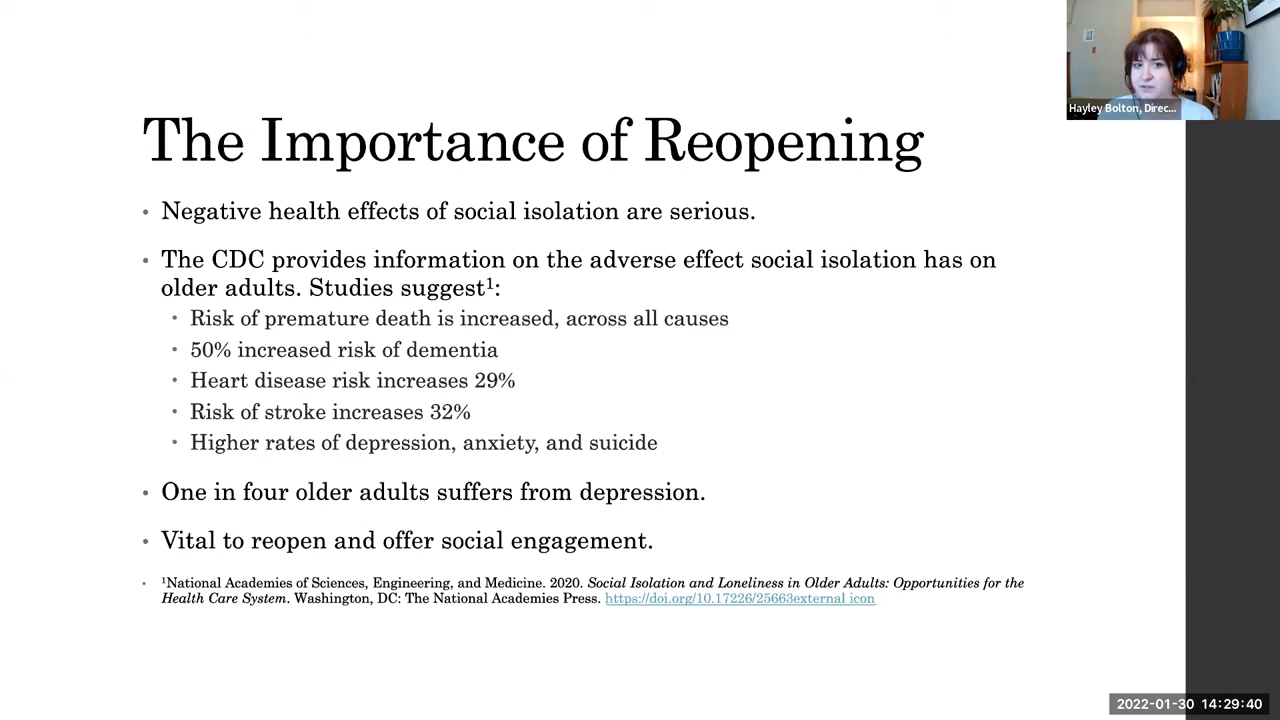 Hayley Bolton, Direc...
The Importance of Reopening
• Negative health effects of social isolation are serious.
• The CDC provides information on the adverse effect social isolation has on
older adults. Studies suggest¹:
• Risk of premature death is increased, across all causes
• 50% increased risk of dementia
• Heart disease risk increases 29%
• Risk of stroke increases 32%
• Higher rates of depression, anxiety, and suicide
• One in four older adults suffers from depression.
• Vital to reopen and offer social engagement.
• ¹National Academies of Sciences, Engineering, and Medicine. 2020. Social Isolation and Loneliness in Older Adults: Opportunities for the
Health Care System. Washington, DC: The National Academies Press. https://doi.org/10.17226/25663external icon
2022-01-30 14:29:40